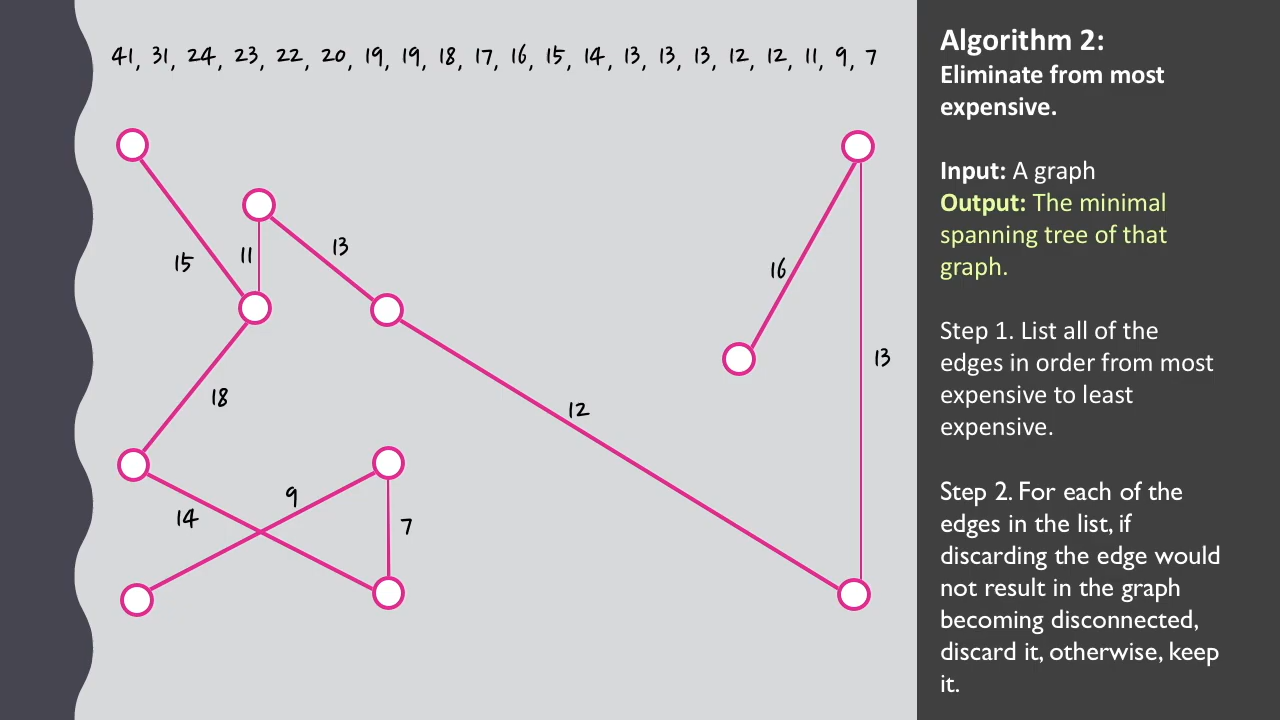 41, 31, 24, 23, 22, 20, 19, 19, 18, 17, 16, 15, 14, 13, 13, 13, 12, 12, 11, 9, 7
15
11
13
16
13
18
12
9
14
7
Algorithm 2:
Eliminate from most
expensive.
Input: A graph
Output: The minimal
spanning tree of that
graph.
Step 1. List all of the
edges in order from most
expensive to least
expensive.
Step 2. For each of the
edges in the list, if
discarding the edge would
not result in the graph
becoming disconnected,
discard it, otherwise, keep
it.